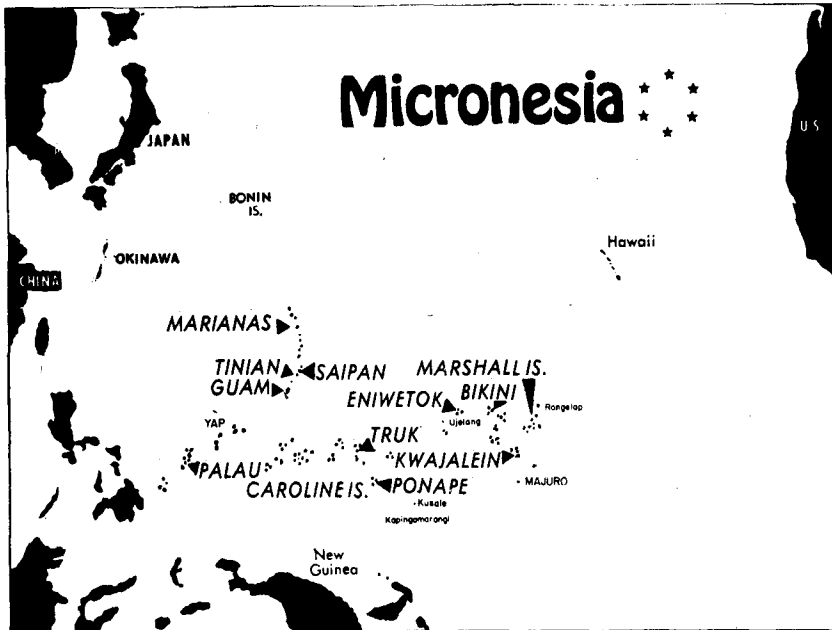 Micronesia
U S
JAPAN
BONIN
IS.
Hawaii
OKINAWA
CHINA
MARIANAS
TINIAN
SAIPAN
MARSHALL IS.
GUAM
BIKINI
ENIWETOK
Rongelap
YAP
Ujelang
TRUK
KWAJALEIN
PALAU
MAJURO
CAROLINE IS.
PONAPE
Kusaie
Kapingamarangi
New
Guinea